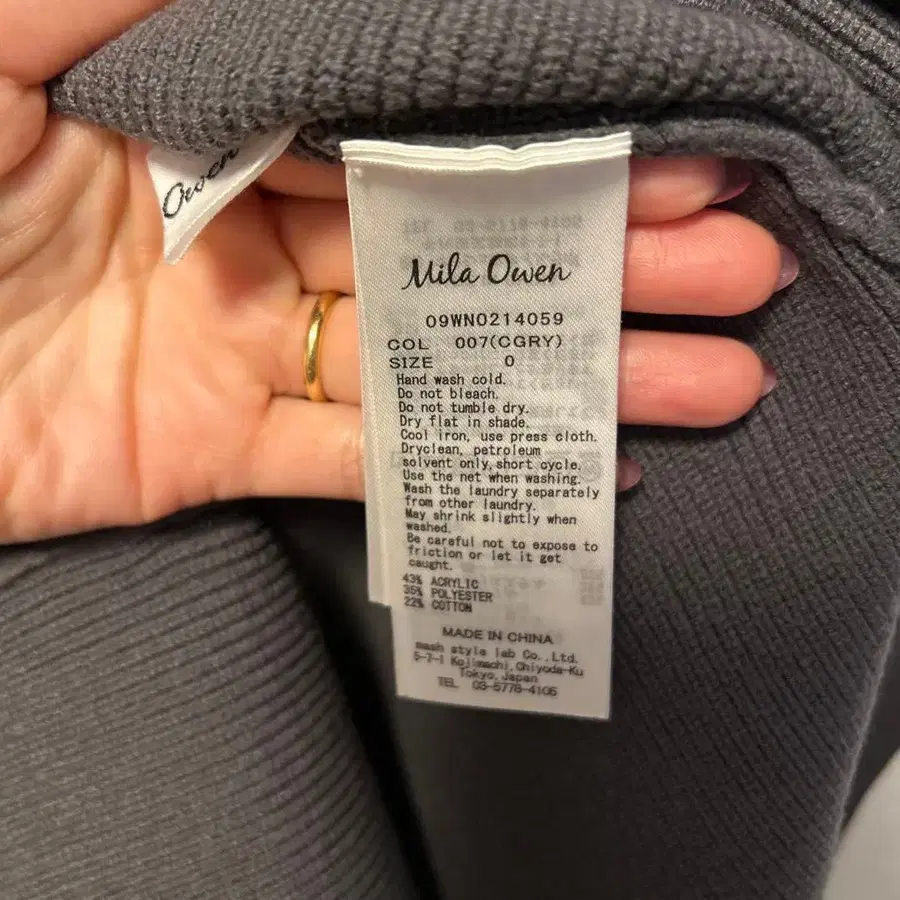 Owen
Mila Owen
09WN0214059
COL 007(CGRY)
SIZE 0
Hand wash cold.
Do not bleach.
Do not tumble dry.
Dry flat in shade.
Cool iron, use press cloth.
Dryclean, petroleum
solvent only, short cycle.
Use the net when washing.
Wash the laundry separately
from other laundry.
May shrink slightly when
washed.
Be careful not to expose to
friction or let it get
caught.
43% ACRYLIC
35% POLYESTER
22% COTTON
MADE IN CHINA
mash style lab Co.,Ltd.
5-7-1 Kojimachi,Chiyoda-Ku
Tokyo,Japan
TEL 03-5778-4105